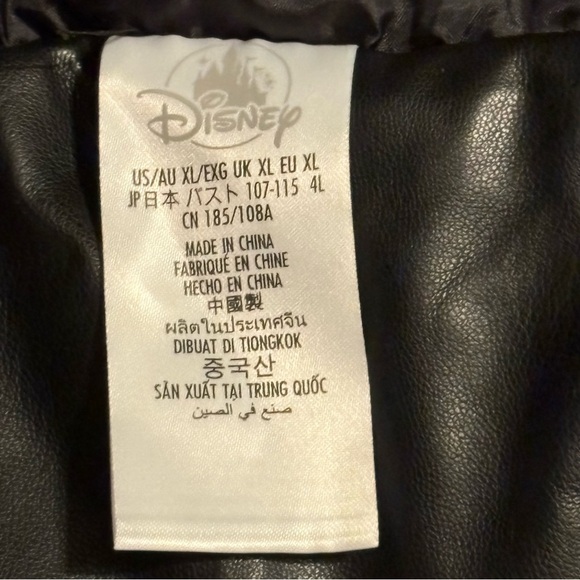 Disney
US/AU XL/EXG UK XL EU XL
JP日本 バスト 107-115 4L
CN 185/108A
MADE IN CHINA
FABRIQUÉ EN CHINE
HECHO EN CHINA
中國製
ผลิตในประเทศจีน
DIBUAT DI TIONGKOK
중국산
SẢN XUẤT TẠI TRUNG QUỐC
صنع في الصين